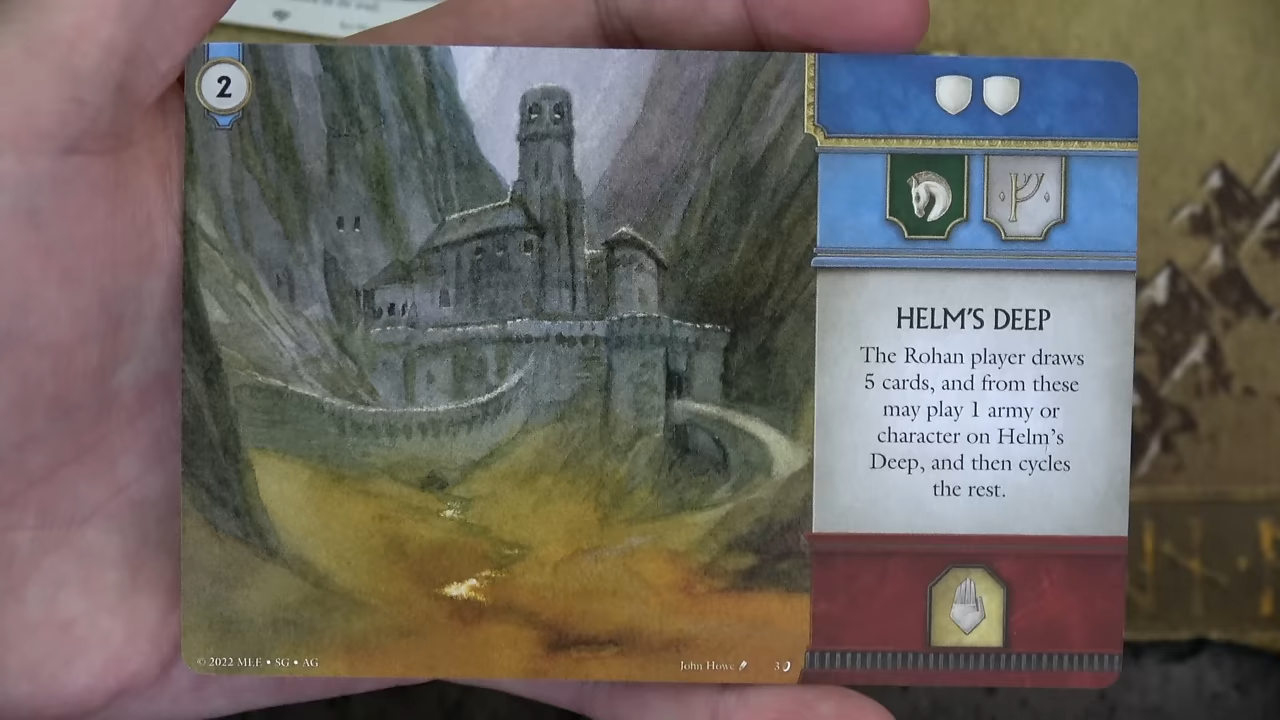 2
HELM'S DEEP
The Rohan player draws
5 cards, and from these
may play 1 army or
character on Helm's
Deep, and then cycles
the rest.
© 2022 MEE • SG • AG
John Howe
3